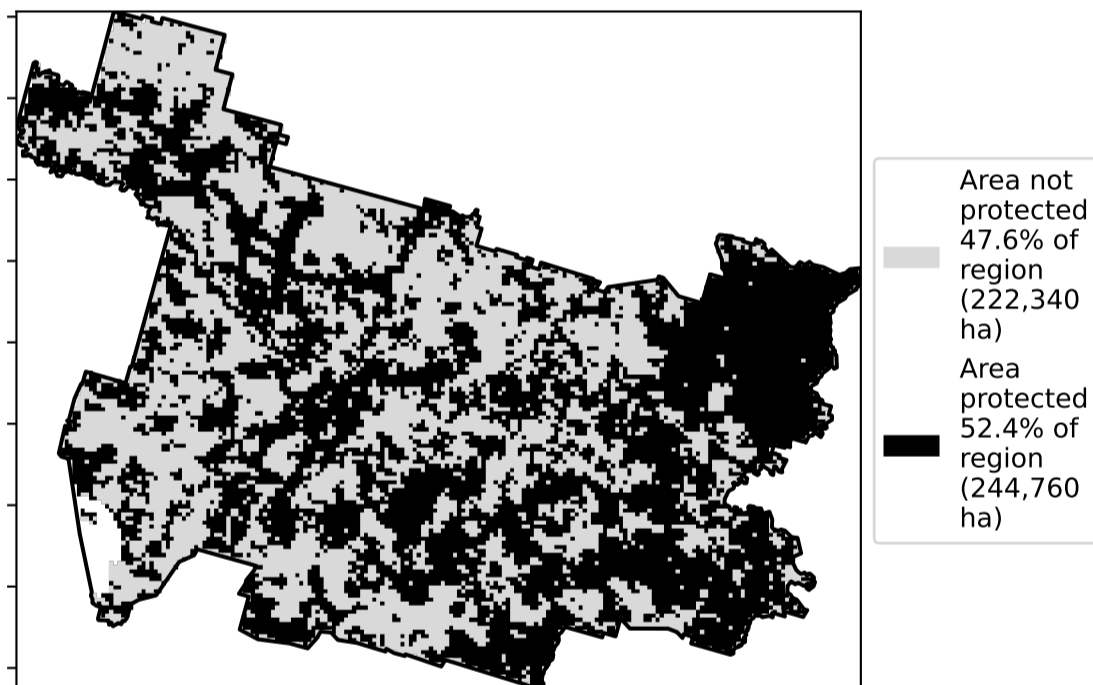 Area not
protected
47.6% of
region
(222,340
ha)
Area
protected
52.4% of
region
(244,760
ha)